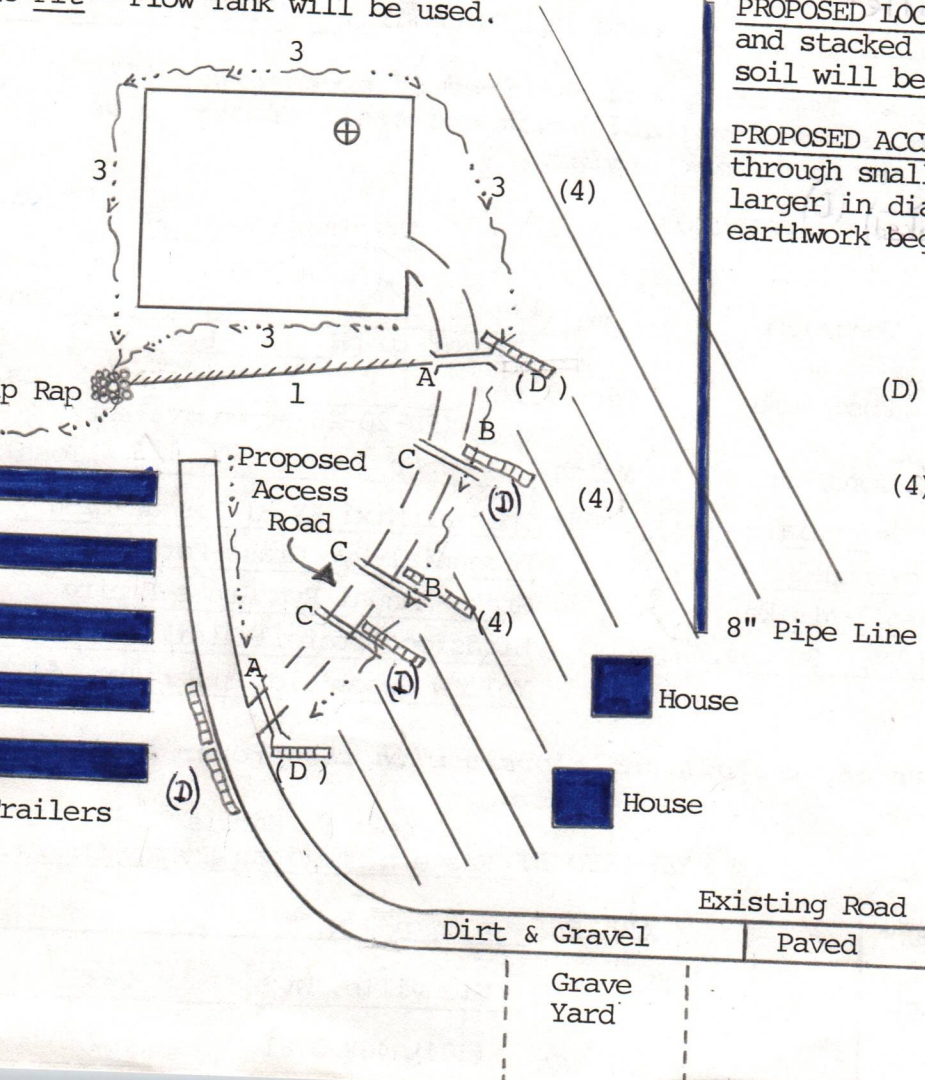 Pit Flow Tank will be used.
PROPOSED LOC
and stacked
soil will be
PROPOSED ACC
through small
larger in dia
earthwork beg
3
3
3
(4)
3
A
(D)
p Rap
1
(D)
B
C
Proposed
Access
Road
(4)
(D)
(4)
C
B
C
(4)
8" Pipe Line
A
(D)
House
(D)
(D)
House
railers
Existing Road
Dirt & Gravel
Paved
Grave
Yard